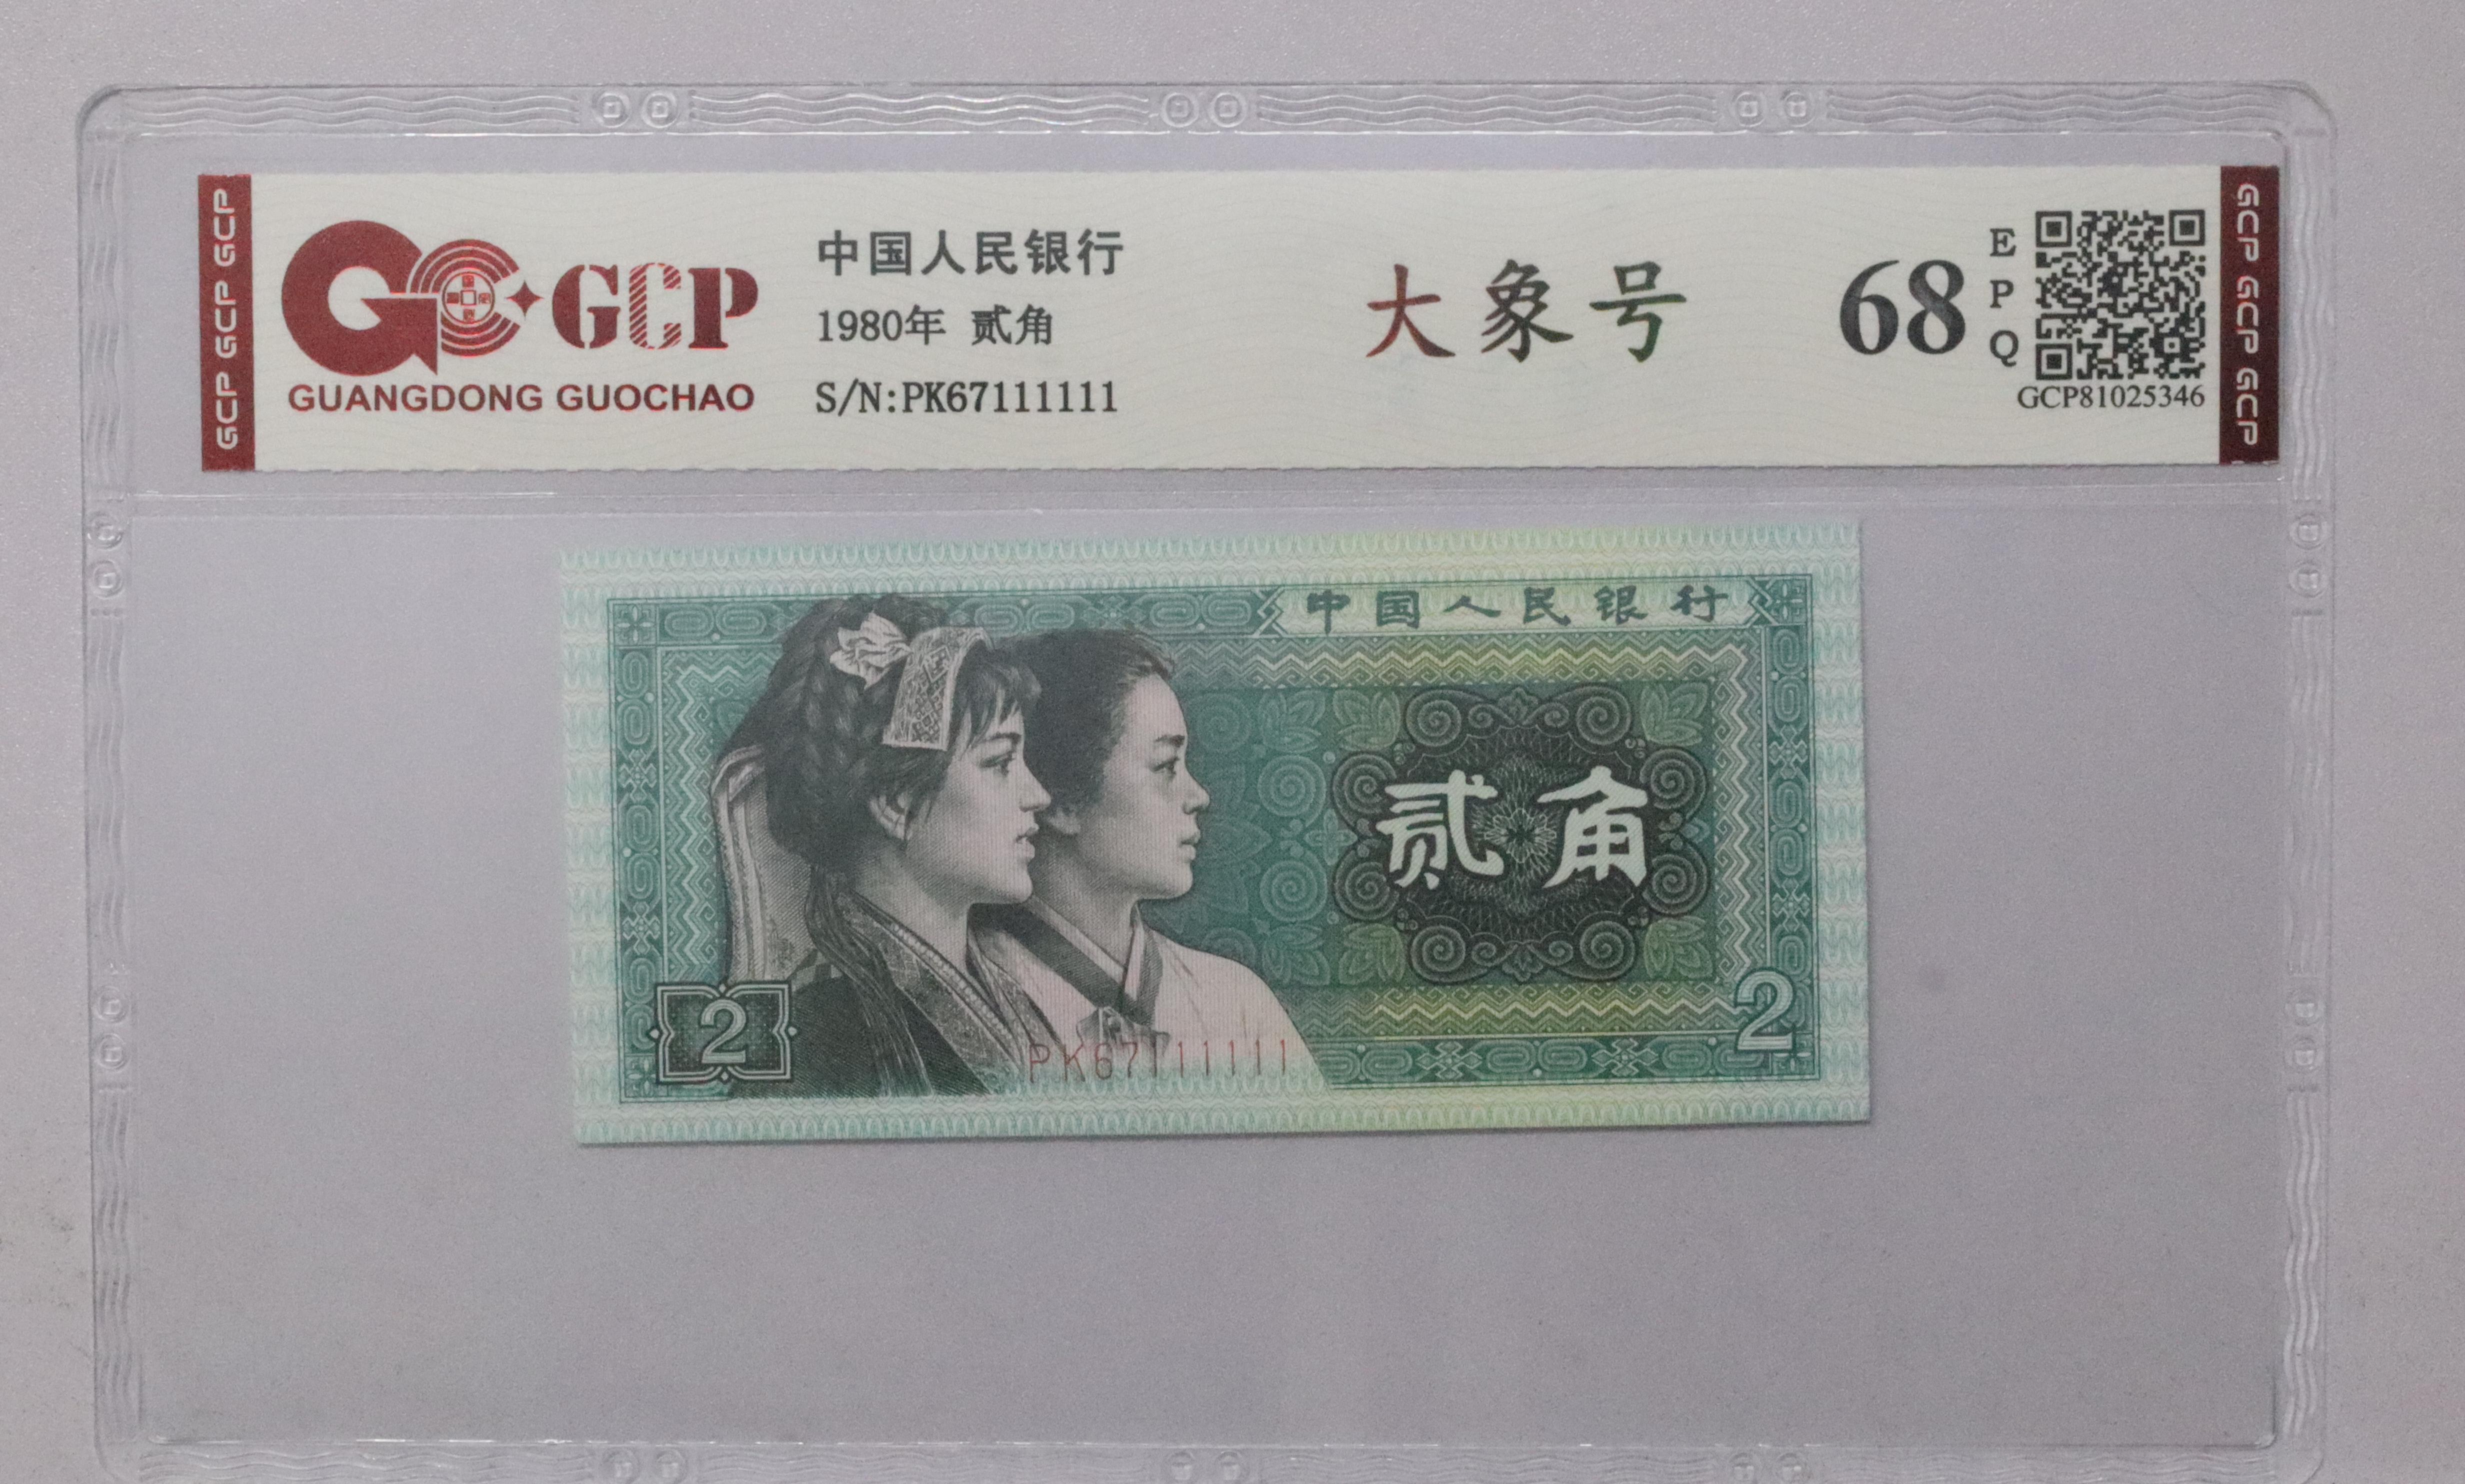 GCP GCP GCP
GCP
GUANGDONG GUOCHAO
中国人民银行
1980年 贰角
S/N:PK67111111
大象号
68
EPQ
GCP81025346
GCP GCP GCP
中国人民银行
贰角
2
2
PK67111111